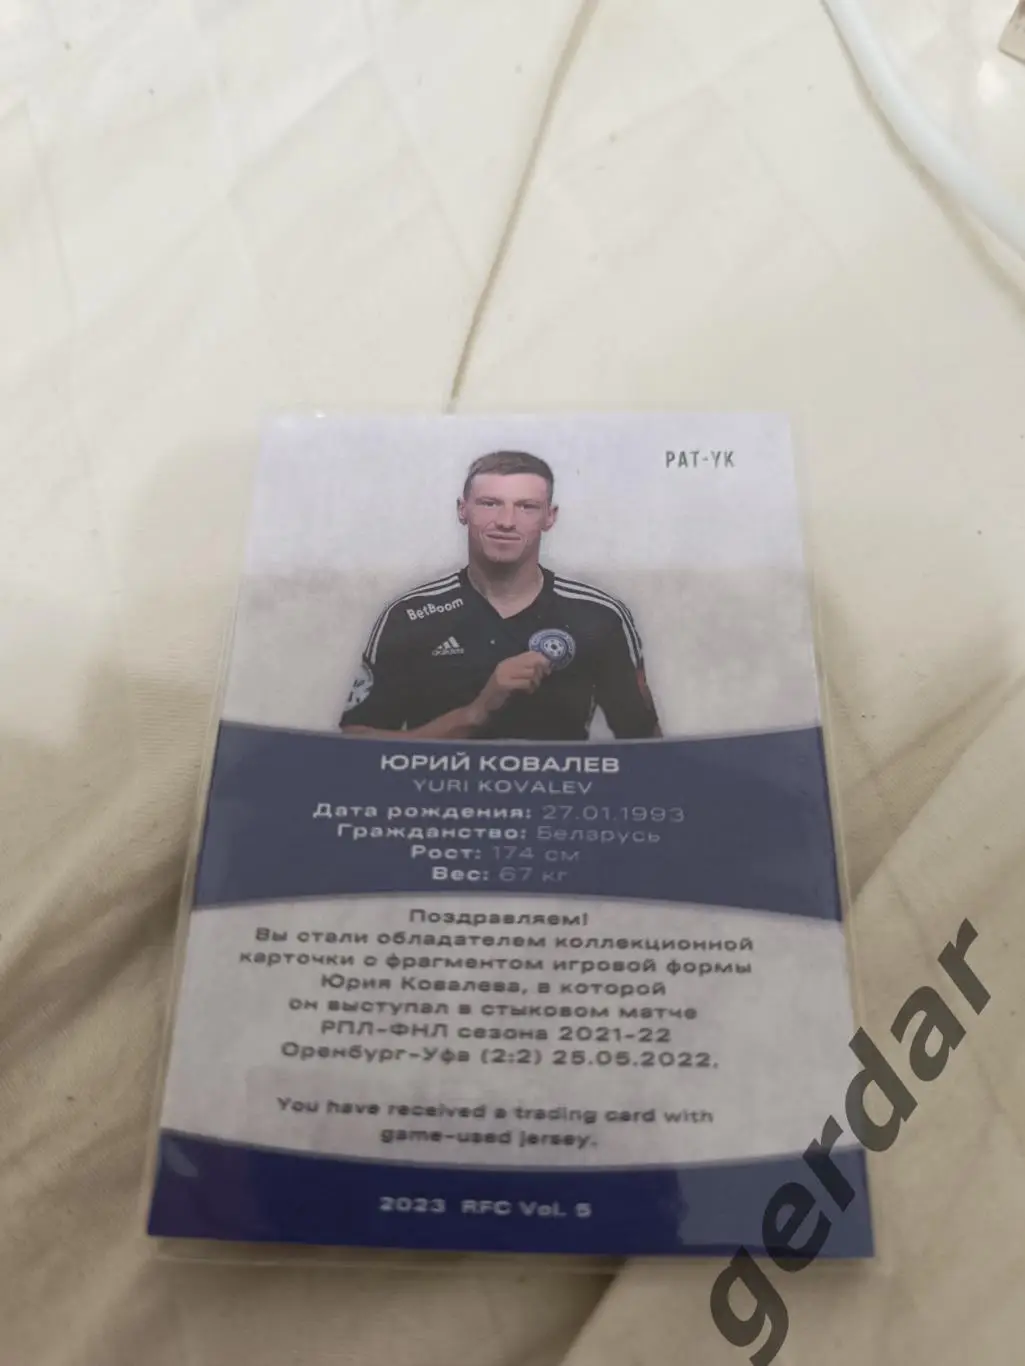 PAT-YK
BetBoom
adidas
ЮРИЙ КОВАЛЕВ
YURI KOVALEV
Дата рождения: 27.01.1993
Гражданство: Беларусь
Рост: 174 см
Вес: 67 кг
Поздравляем!
Вы стали обладателем коллекционной
карточки с фрагментом игровой формы
Юрия Ковалева, в которой
он выступал в стыковом матче
РПЛ-ФНЛ сезона 2021-22
Оренбург-Уфа (2:2) 25.05.2022.
You have received a trading card with
game-used jersey.
2023 RFC Vol. 5
gerdar